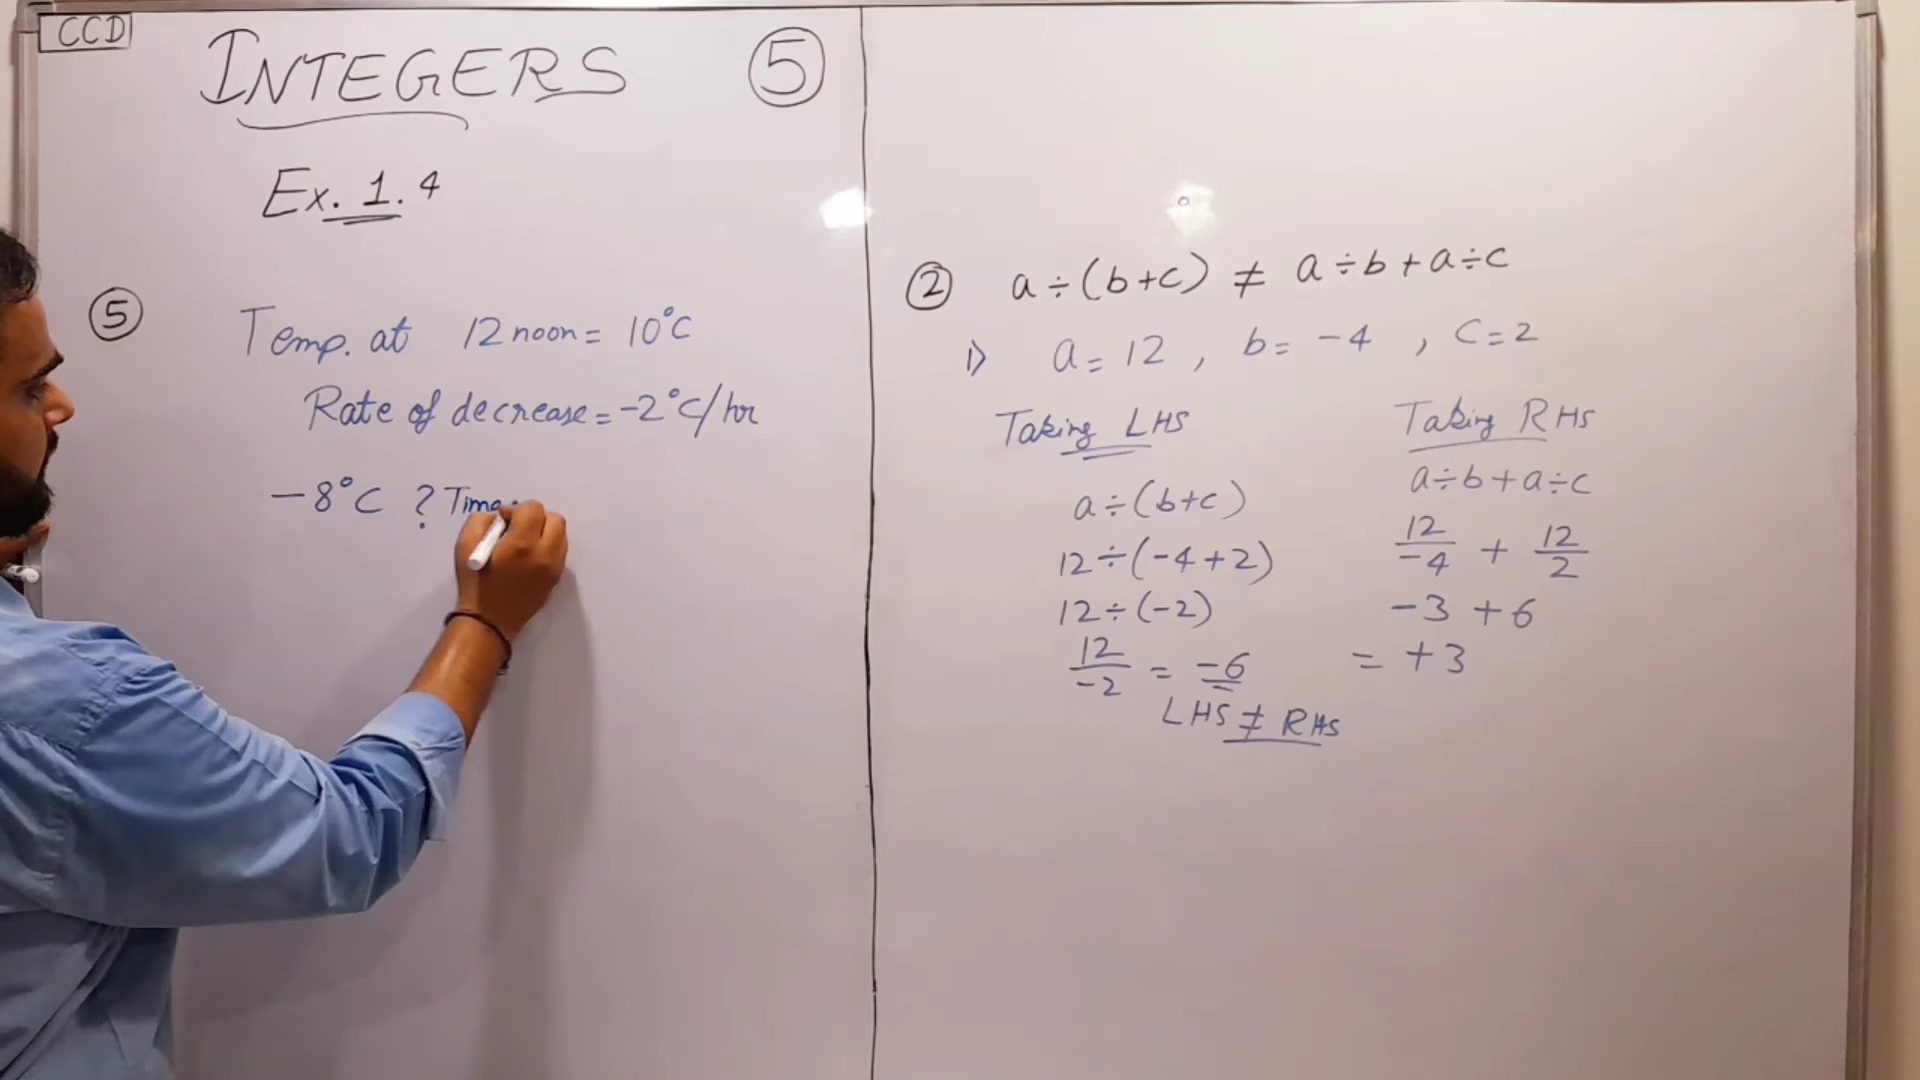 CCD
INTEGERS
5
Ex. 1.4
5
Temp. at 12 noon = 10°C
Rate of decrease = -2°C/hr
-8°C ? Time
2
a÷(b+c) ≠ a÷b+a÷c
1) a = 12 , b = -4 , c = 2
Taking LHS
a÷(b+c)
12÷(-4+2)
12÷(-2)
12/-2 = -6
Taking RHS
a÷b+a÷c
12/-4 + 12/2
-3 +6
= +3
LHS ≠ RHS